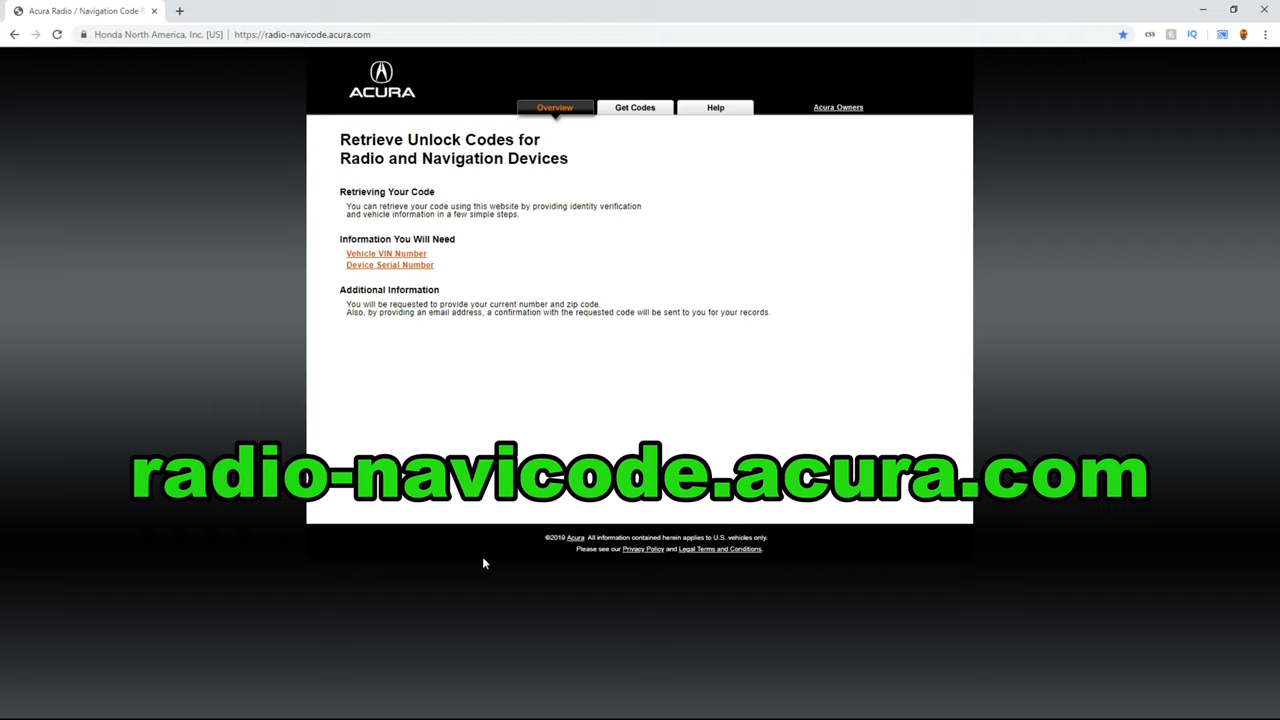 Acura Radio / Navigation Code R
Honda North America, Inc. [US] https://radio-navicode.acura.com
css
IQ
ACURA
Overview
Get Codes
Help
Acura Owners
Retrieve Unlock Codes for
Radio and Navigation Devices
Retrieving Your Code
You can retrieve your code using this website by providing identity verification
and vehicle information in a few simple steps.
Information You Will Need
Vehicle VIN Number
Device Serial Number
Additional Information
You will be requested to provide your current number and zip code.
Also, by providing an email address, a confirmation with the requested code will be sent to you for your records.
radio-navicode.acura.com
©2019 Acura All information contained herein applies to U.S. vehicles only.
Please see our Privacy Policy and Legal Terms and Conditions.